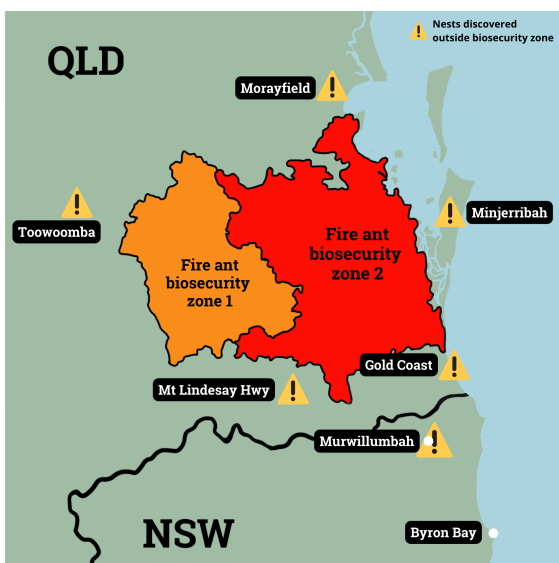 Nests discovered
outside biosecurity zone
QLD
Morayfield
Toowoomba
Minjerribah
Fire ant
biosecurity
zone 1
Fire ant
biosecurity
zone 2
Gold Coast
Mt Lindesay Hwy
Murwillumbah
NSW
Byron Bay